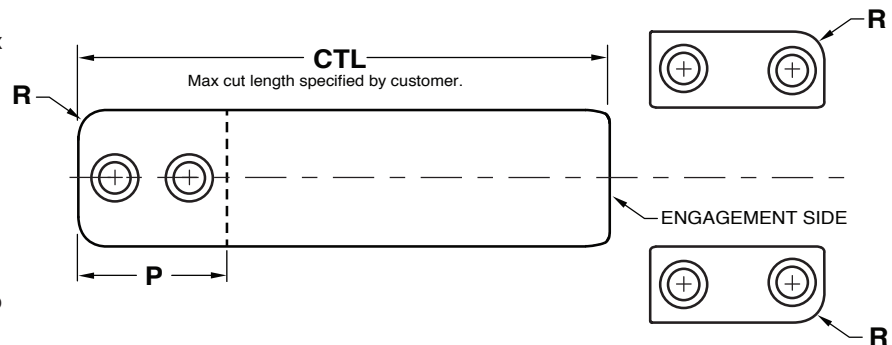 CTL
Max cut length specified by customer.
R
R
ENGAGEMENT SIDE
P
R